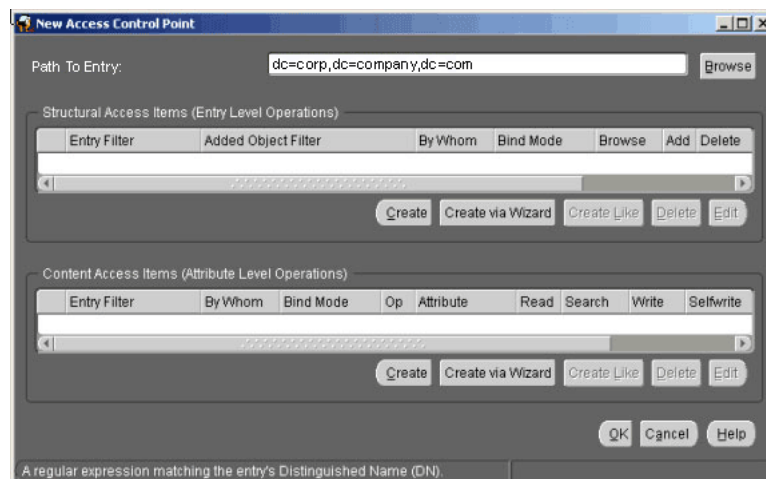 New Access Control Point
Path To Entry: dc=corp,dc=company,dc=com Browse
Structural Access Items (Entry Level Operations)
Entry Filter Added Object Filter By Whom Bind Mode Browse Add Delete
Create Create via Wizard Create Like Delete Edit
Content Access Items (Attribute Level Operations)
Entry Filter By Whom Bind Mode Op Attribute Read Search Write Selfwrite
Create Create via Wizard Create Like Delete Edit
OK Cancel Help
A regular expression matching the entry's Distinguished Name (DN).